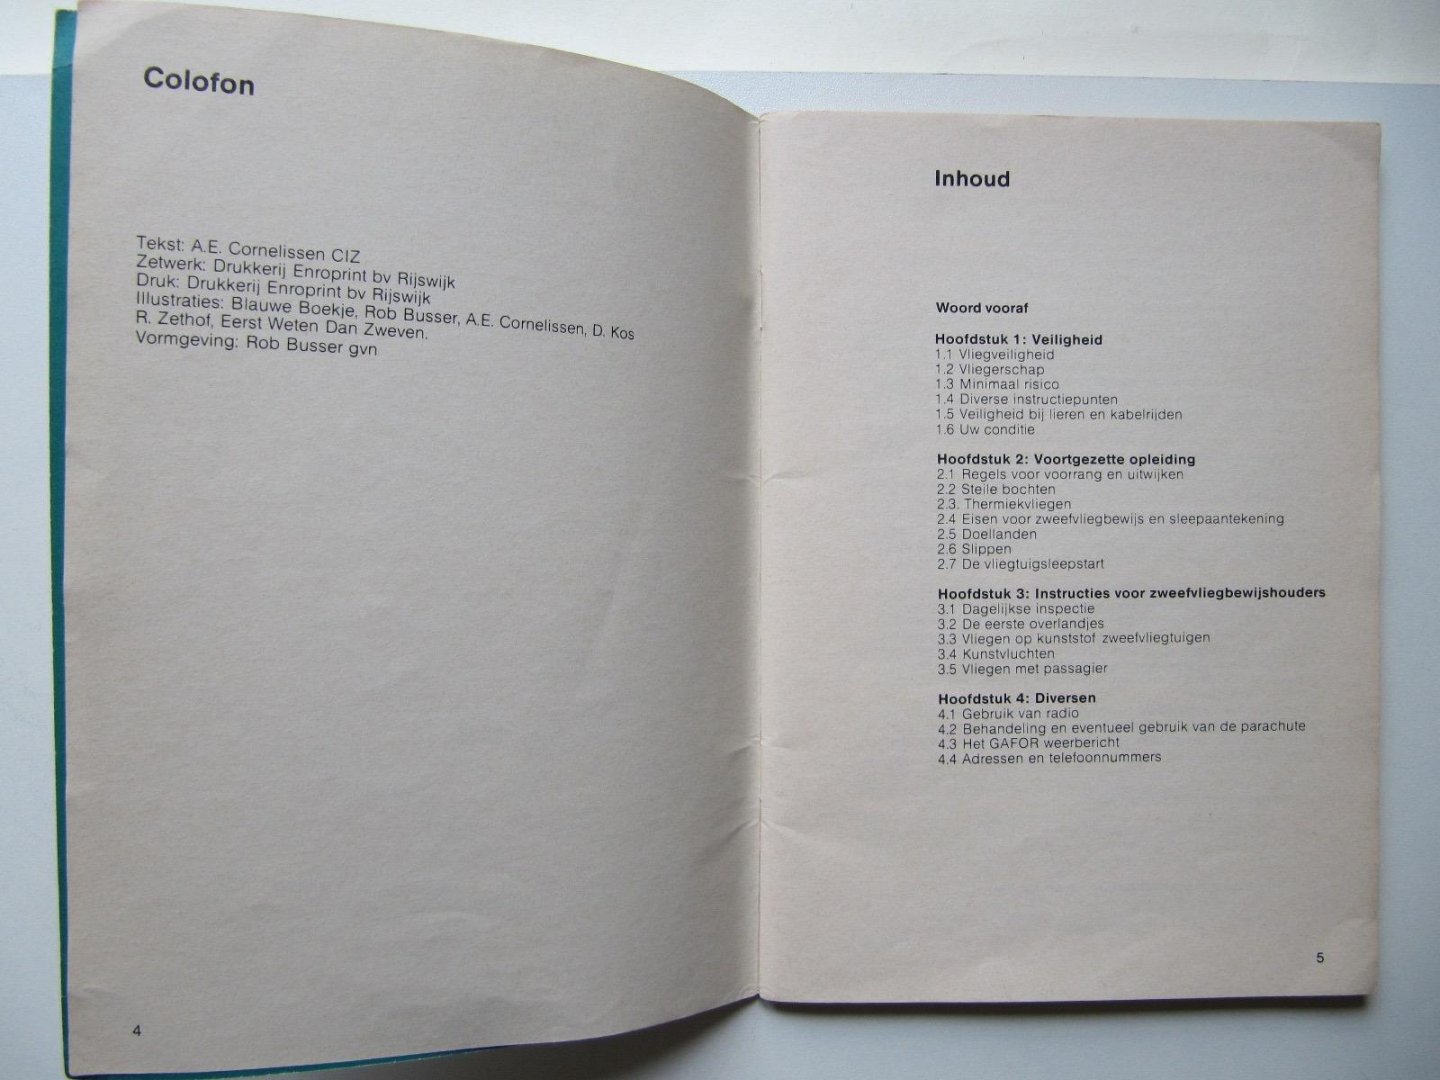 Colofon
Tekst: A.E. Cornelissen CIZ
Zetwerk: Drukkerij Enroprint bv Rijswijk
Druk: Drukkerij Enroprint bv Rijswijk
Illustraties: Blauwe Boekje, Rob Busser, A.E. Cornelissen, D. Kos
R. Zethof, Eerst Weten Dan Zweven.
Vormgeving: Rob Busser gvn
4
Inhoud
Woord vooraf
Hoofdstuk 1: Veiligheid
1.1 Vliegveiligheid
1.2 Vliegerschap
1.3 Minimaal risico
1.4 Diverse instructiepunten
1.5 Veiligheid bij lieren en kabelrijden
1.6 Uw conditie
Hoofdstuk 2: Voortgezette opleiding
2.1 Regels voor voorrang en uitwijken
2.2 Steile bochten
2.3. Thermiekvliegen
2.4 Eisen voor zweefvliegbewijs en sleepaantekening
2.5 Doellanden
2.6 Slippen
2.7 De vliegtuigsleepstart
Hoofdstuk 3: Instructies voor zweefvliegbewijshouders
3.1 Dagelijkse inspectie
3.2 De eerste overlandjes
3.3 Vliegen op kunststof zweefvliegtuigen
3.4 Kunstvluchten
3.5 Vliegen met passagier
Hoofdstuk 4: Diversen
4.1 Gebruik van radio
4.2 Behandeling en eventueel gebruik van de parachute
4.3 Het GAFOR weerbericht
4.4 Adressen en telefoonnummers
5